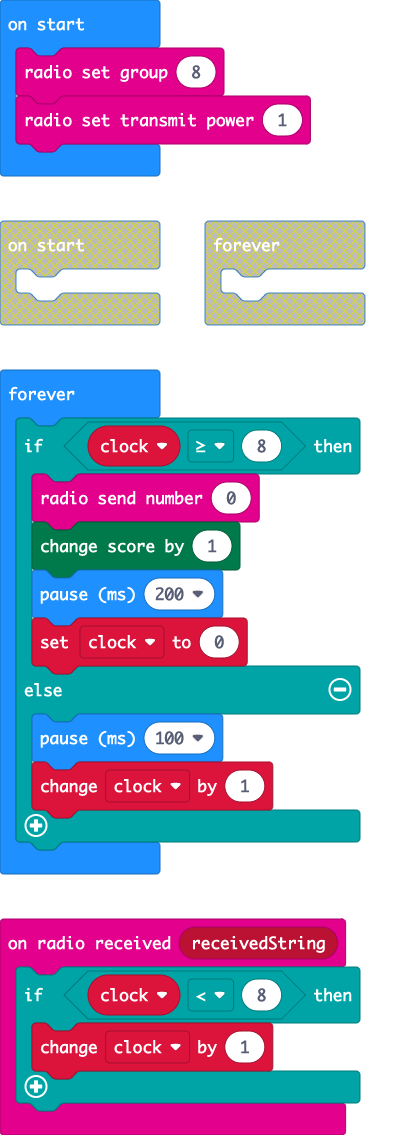 on start
radio set group 8
radio set transmit power 1
on start
forever
forever
if clock ≥ 8 then
radio send number 0
change score by 1
pause (ms) 200
set clock to 0
else
pause (ms) 100
change clock by 1
on radio received receivedString
if clock < 8 then
change clock by 1